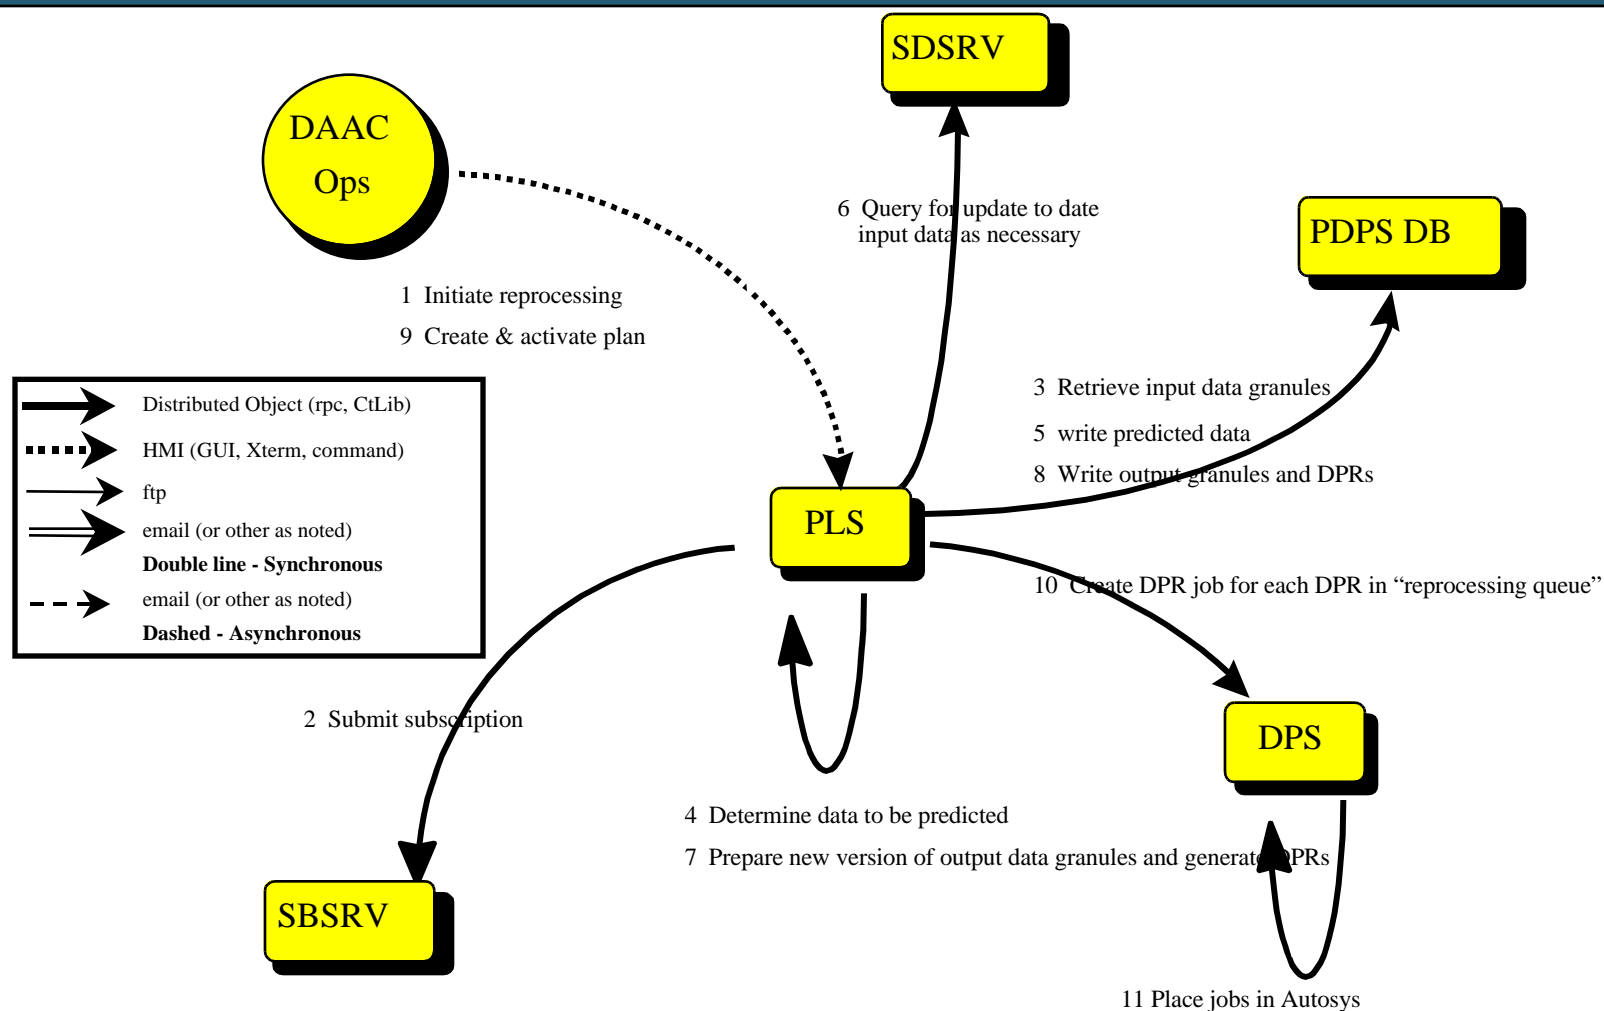 SDSRV
DAAC
Ops
6 Query for update to date
input data as necessary
PDPS DB
1 Initiate reprocessing
9 Create & activate plan
3 Retrieve input data granules
5 write predicted data
8 Write output granules and DPRs
Distributed Object (rpc, CtLib)
HMI (GUI, Xterm, command)
ftp
email (or other as noted)
Double line - Synchronous
email (or other as noted)
Dashed - Asynchronous
PLS
10 Create DPR job for each DPR in “reprocessing queue”
2 Submit subscription
DPS
4 Determine data to be predicted
7 Prepare new version of output data granules and generate DPRs
SBSRV
11 Place jobs in Autosys